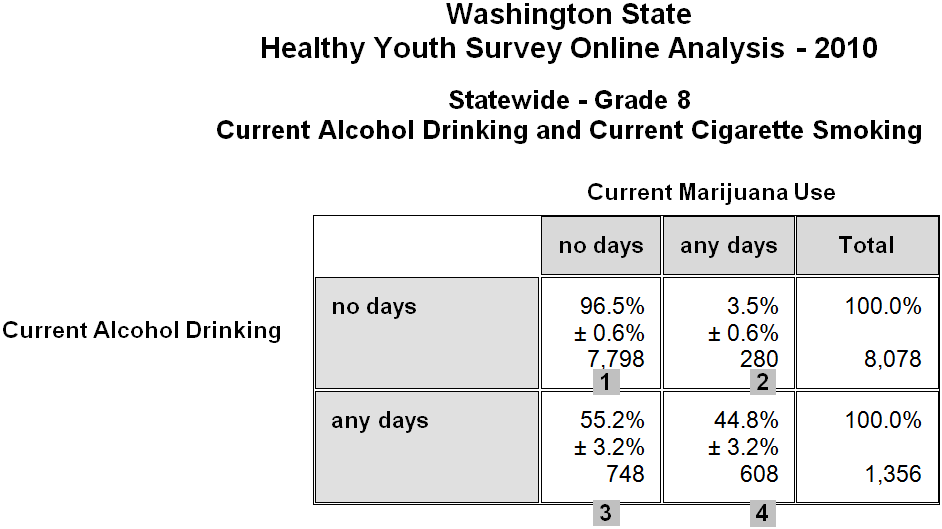 Washington State
Healthy Youth Survey Online Analysis - 2010
Statewide - Grade 8
Current Alcohol Drinking and Current Cigarette Smoking
Current Marijuana Use
no days any days Total
Current Alcohol Drinking
no days 96.5% 3.5% 100.0%
± 0.6% ± 0.6%
7,798 280 8,078
1 2
any days 55.2% 44.8% 100.0%
± 3.2% ± 3.2%
748 608 1,356
3 4